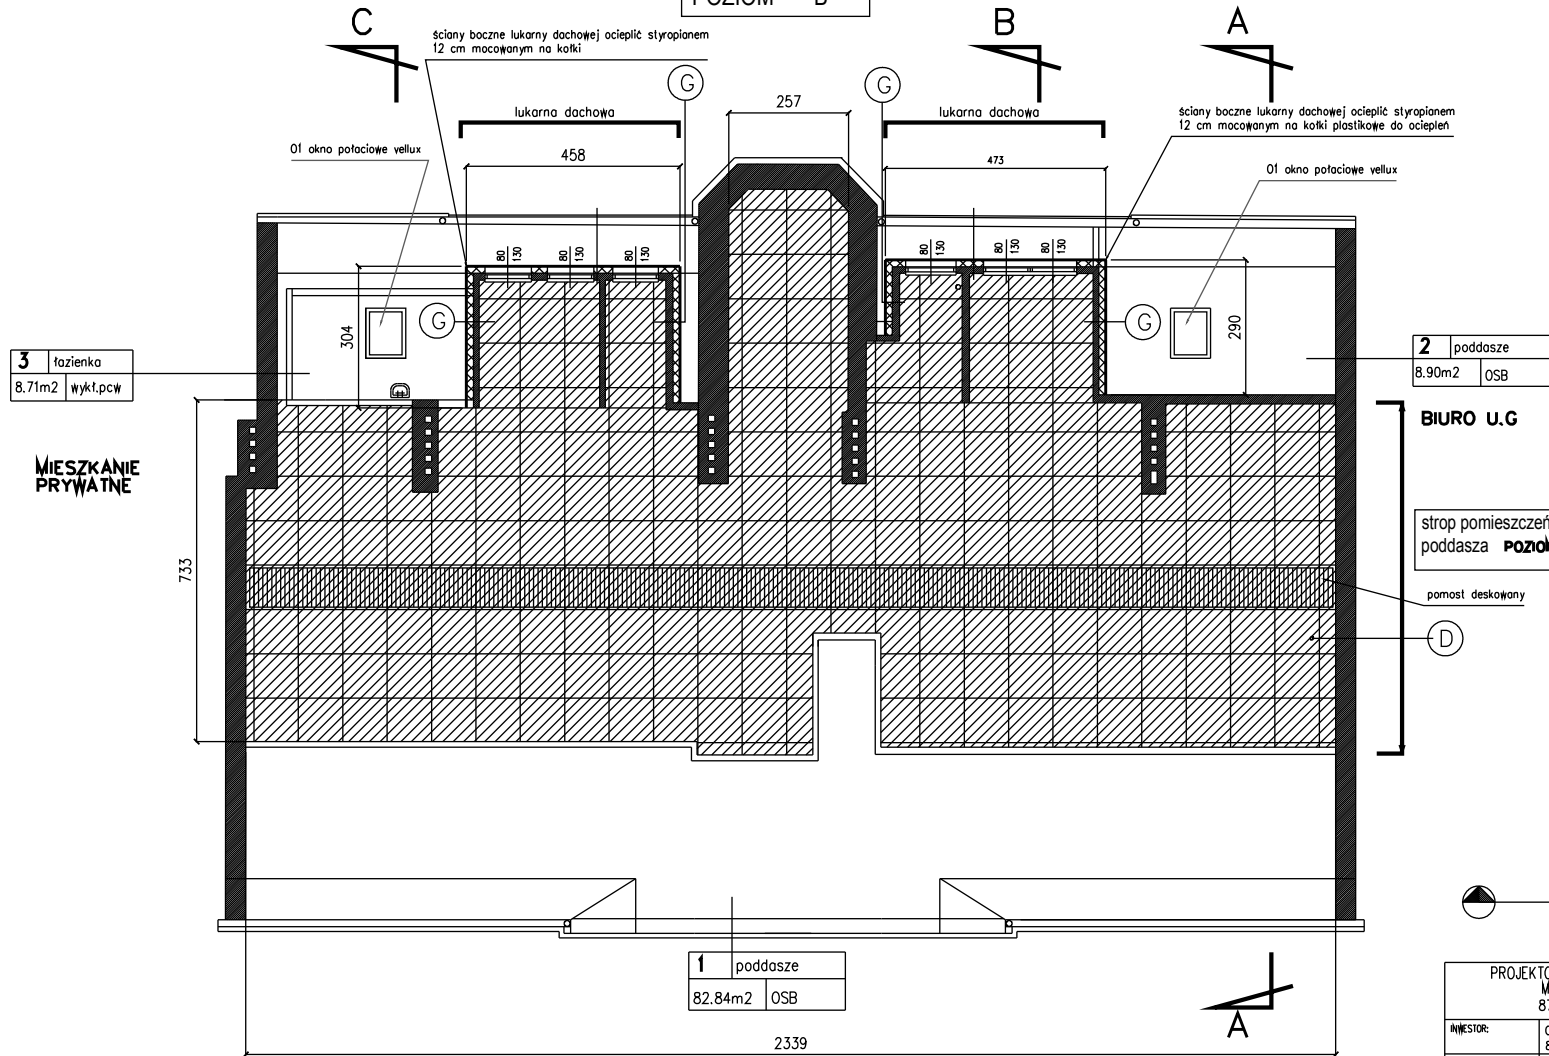 POZIOM "B"
C
B
A
ściany boczne lukarny dachowej ocieplić styropianem
12 cm mocowanym na kołki
G
257
G
lukarna dachowa
lukarna dachowa
ściany boczne lukarny dachowej ocieplić styropianem
12 cm mocowanym na kołki plastikowe do ociepleń
01 okno połaciowe vellux
458
473
01 okno połaciowe vellux
80
130
80
130
80
130
80
130
80
130
80
130
304
G
G
290
3 łazienka
8.71m2 wykł.pcw
2 poddasze
8.90m2 OSB
BIURO U.G
MIESZKANIE
PRYWATNE
strop pomieszczeń
poddasza
733
pomost deskowany
D
1 poddasze
82.84m2 OSB
A
2339
INWESTOR: